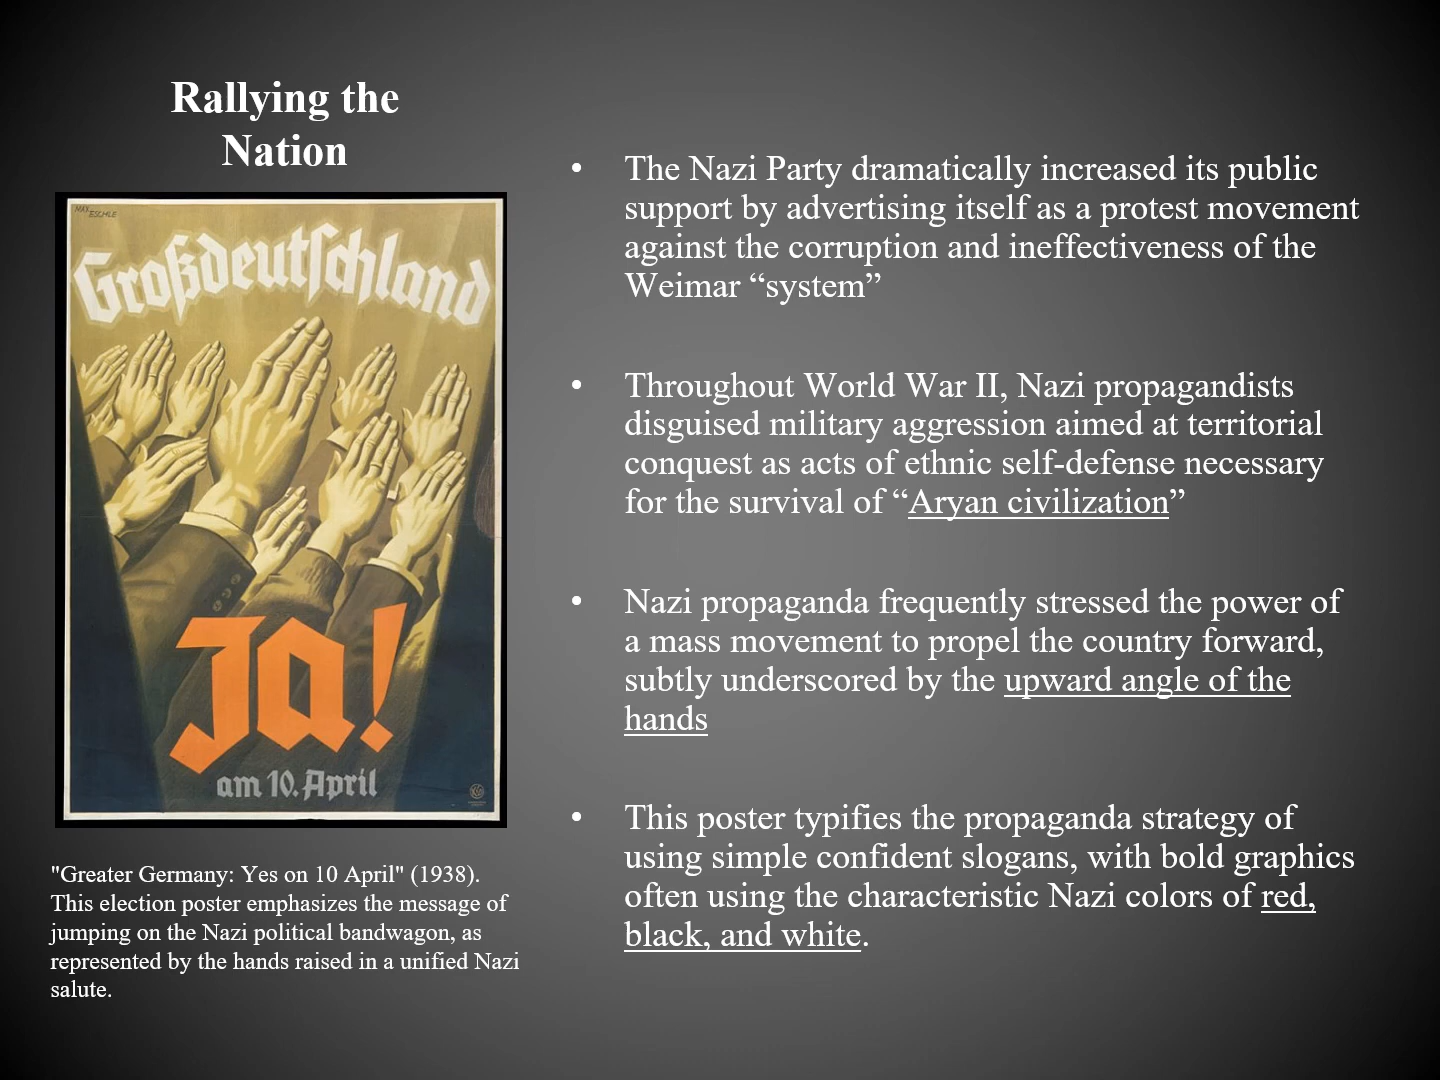 Rallying the
Nation
MAX
ESCHLE
Großdeutschland
Ja!
am 10. April
"Greater Germany: Yes on 10 April" (1938).
This election poster emphasizes the message of
jumping on the Nazi political bandwagon, as
represented by the hands raised in a unified Nazi
salute.
• The Nazi Party dramatically increased its public
support by advertising itself as a protest movement
against the corruption and ineffectiveness of the
Weimar “system”
• Throughout World War II, Nazi propagandists
disguised military aggression aimed at territorial
conquest as acts of ethnic self-defense necessary
for the survival of “Aryan civilization”
• Nazi propaganda frequently stressed the power of
a mass movement to propel the country forward,
subtly underscored by the upward angle of the
hands
• This poster typifies the propaganda strategy of
using simple confident slogans, with bold graphics
often using the characteristic Nazi colors of red,
black, and white.